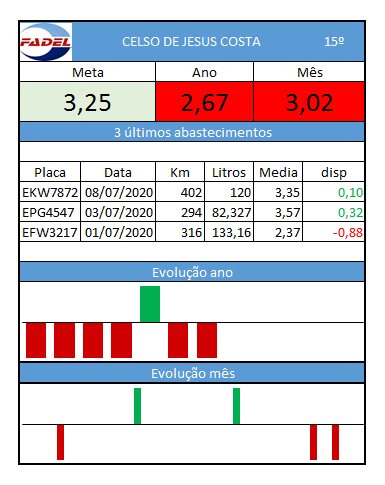 FADEL CELSO DE JESUS COSTA 15º
Meta Ano Mês
3,25 2,67 3,02
3 últimos abastecimentos
Placa Data Km Litros Media disp
EKW7872 08/07/2020 402 120 3,35 0,10
EPG4547 03/07/2020 294 82,327 3,57 0,32
EFW3217 01/07/2020 316 133,16 2,37 -0,88
Evolução ano
Evolução mês